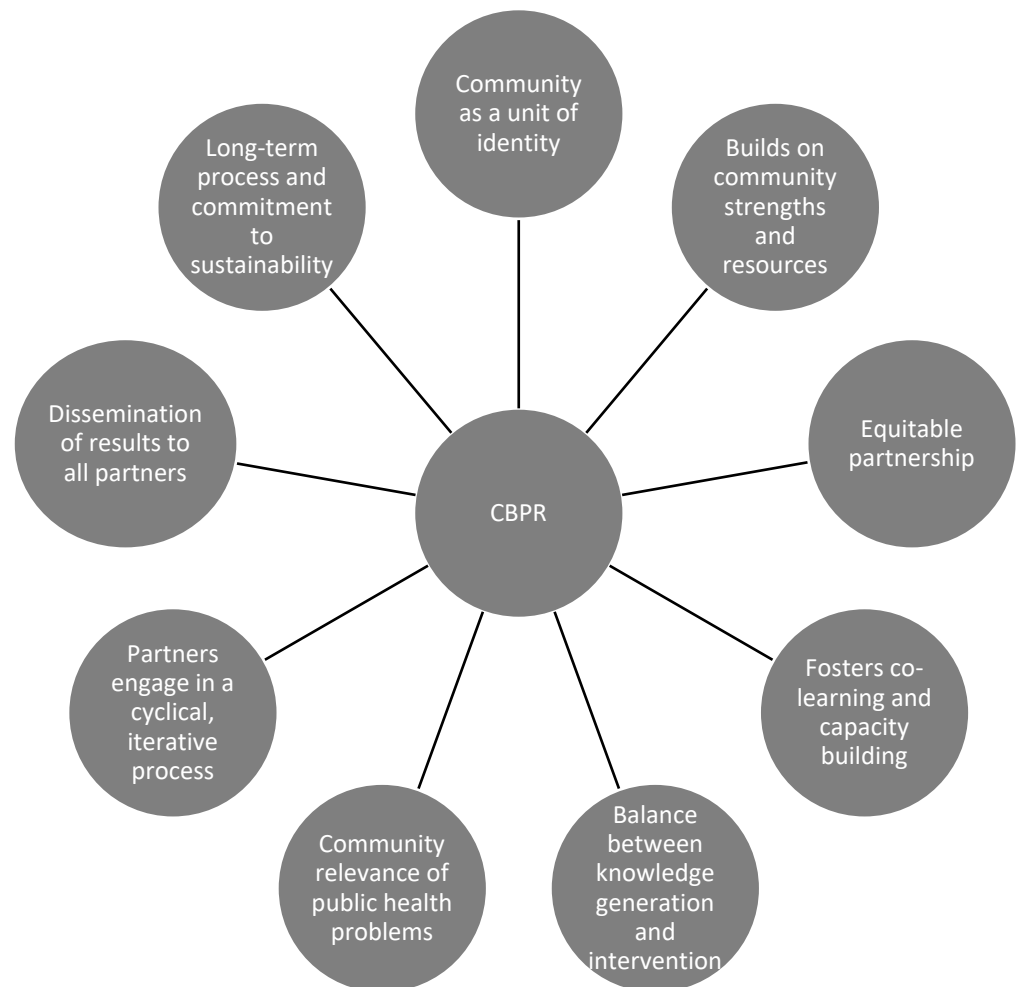 Community
as a unit of
identity
Builds on
community
strengths
and
resources
Equitable
partnership
Fosters co-
learning and
capacity
building
Balance
between
knowledge
generation
and
intervention
Community
relevance of
public health
problems
Partners
engage in a
cyclical,
iterative
process
Dissemination
of results to
all partners
Long-term
process and
commitment
to
sustainability
CBPR